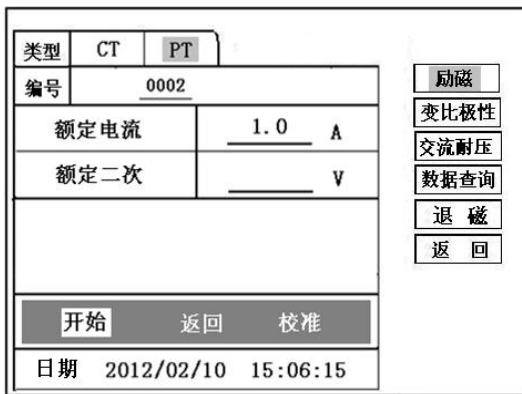 类型 CT PT
编号 0002
额定电流 1.0 A
额定二次 V
开始 返回 校准
日期 2012/02/10 15:06:15
励磁
变比极性
交流耐压
数据查询
退 磁
返 回